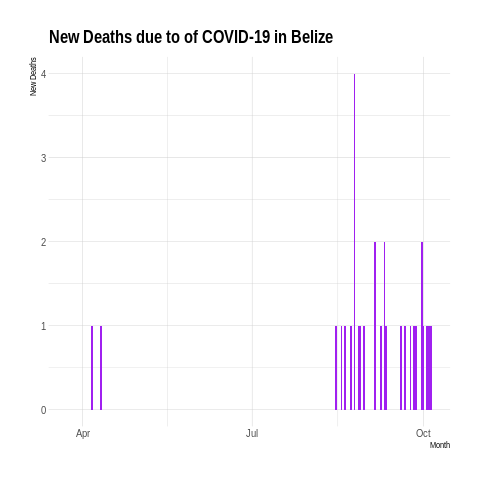 New Deaths due to of COVID-19 in Belize
New Deaths
4
3
2
1
0
Apr
Jul
Oct
Month